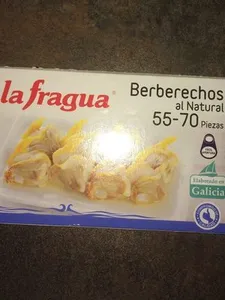 la fragua
Berberechos
al Natural
55-70 Piezas
Elaborado en
Galicia